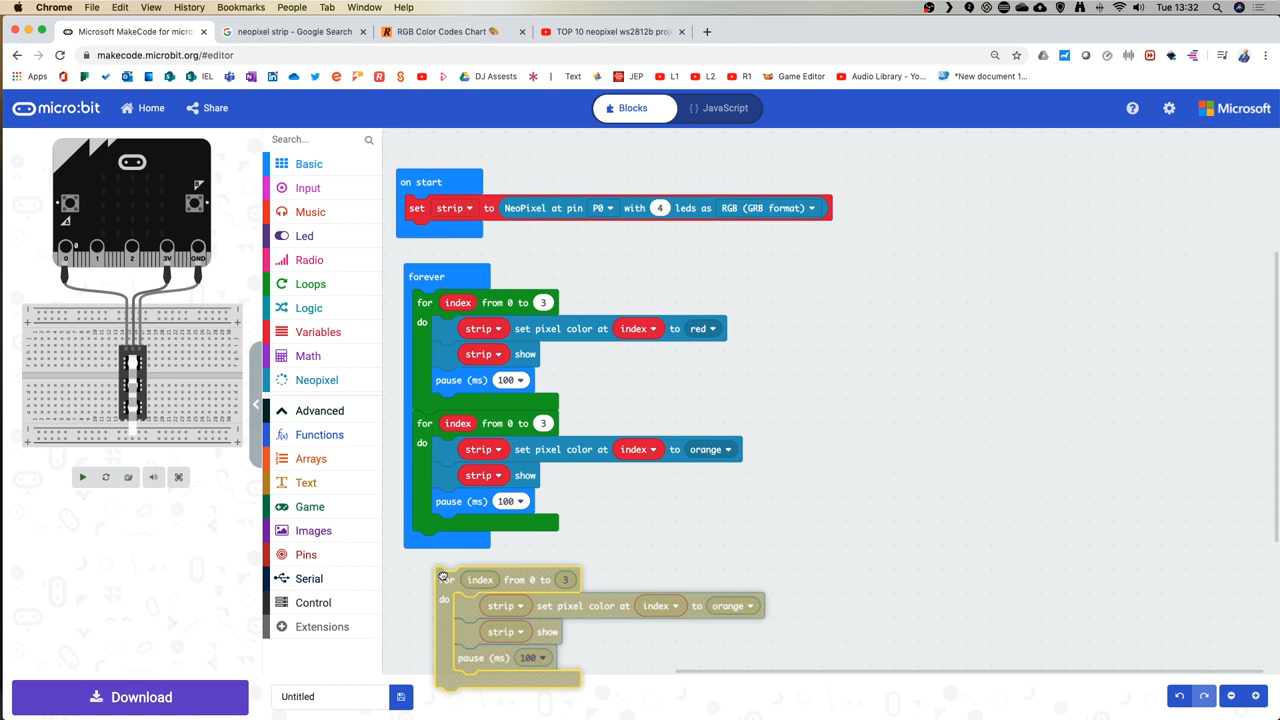 Chrome File Edit View History Bookmarks People Tab Window Help Tue 13:32
Microsoft MakeCode for micro neopixel strip - Google Search RGB Color Codes Chart TOP 10 neopixel ws2812b proj
makecode.microbit.org/#editor
Apps IEL DJ Assests Text JEP L1 L2 R1 Game Editor Audio Library - Yo... *New document 1...
micro:bit Home Share Blocks { } JavaScript Microsoft
Search...
Basic
Input
Music
Led
Radio
Loops
Logic
Variables
Math
Neopixel
Advanced
Functions
Arrays
Text
Game
Images
Pins
Serial
Control
Extensions
A
B
0 1 2 3V GND
on start
set strip to NeoPixel at pin P0 with 4 leds as RGB (GRB format)
forever
for index from 0 to 3
do
strip set pixel color at index to red
strip show
pause (ms) 100
for index from 0 to 3
do
strip set pixel color at index to orange
strip show
pause (ms) 100
for index from 0 to 3
do
strip set pixel color at index to orange
strip show
pause (ms) 100
Download Untitled